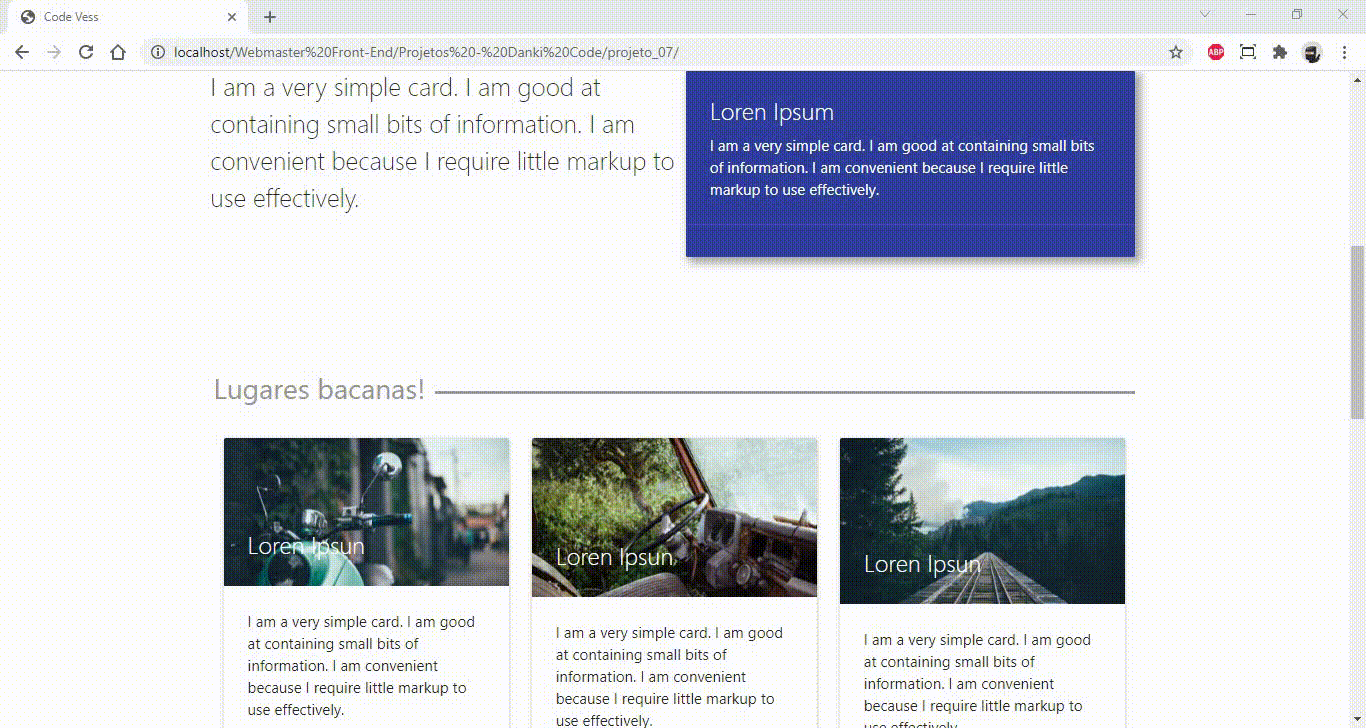 Code Vess
localhost/Webmaster%20Front-End/Projetos%20-%20Danki%20Code/projeto_07/
ABP
I am a very simple card. I am good at
containing small bits of information. I am
convenient because I require little markup to
use effectively.
Loren Ipsum
I am a very simple card. I am good at containing small bits
of information. I am convenient because I require little
markup to use effectively.
Lugares bacanas!
Loren Ipsun
I am a very simple card. I am good
at containing small bits of
information. I am convenient
because I require little markup to
use effectively.
Loren Ipsun
I am a very simple card. I am good
at containing small bits of
information. I am convenient
because I require little markup to
use effectively.
Loren Ipsun
I am a very simple card. I am good
at containing small bits of
information. I am convenient
because I require little markup to
use effectively.